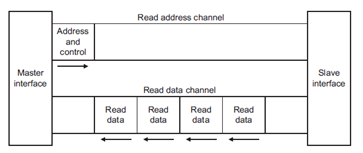 Read address channel
Address
and
control
Master
interface
Slave
interface
Read data channel
Read
data
Read
data
Read
data
Read
data